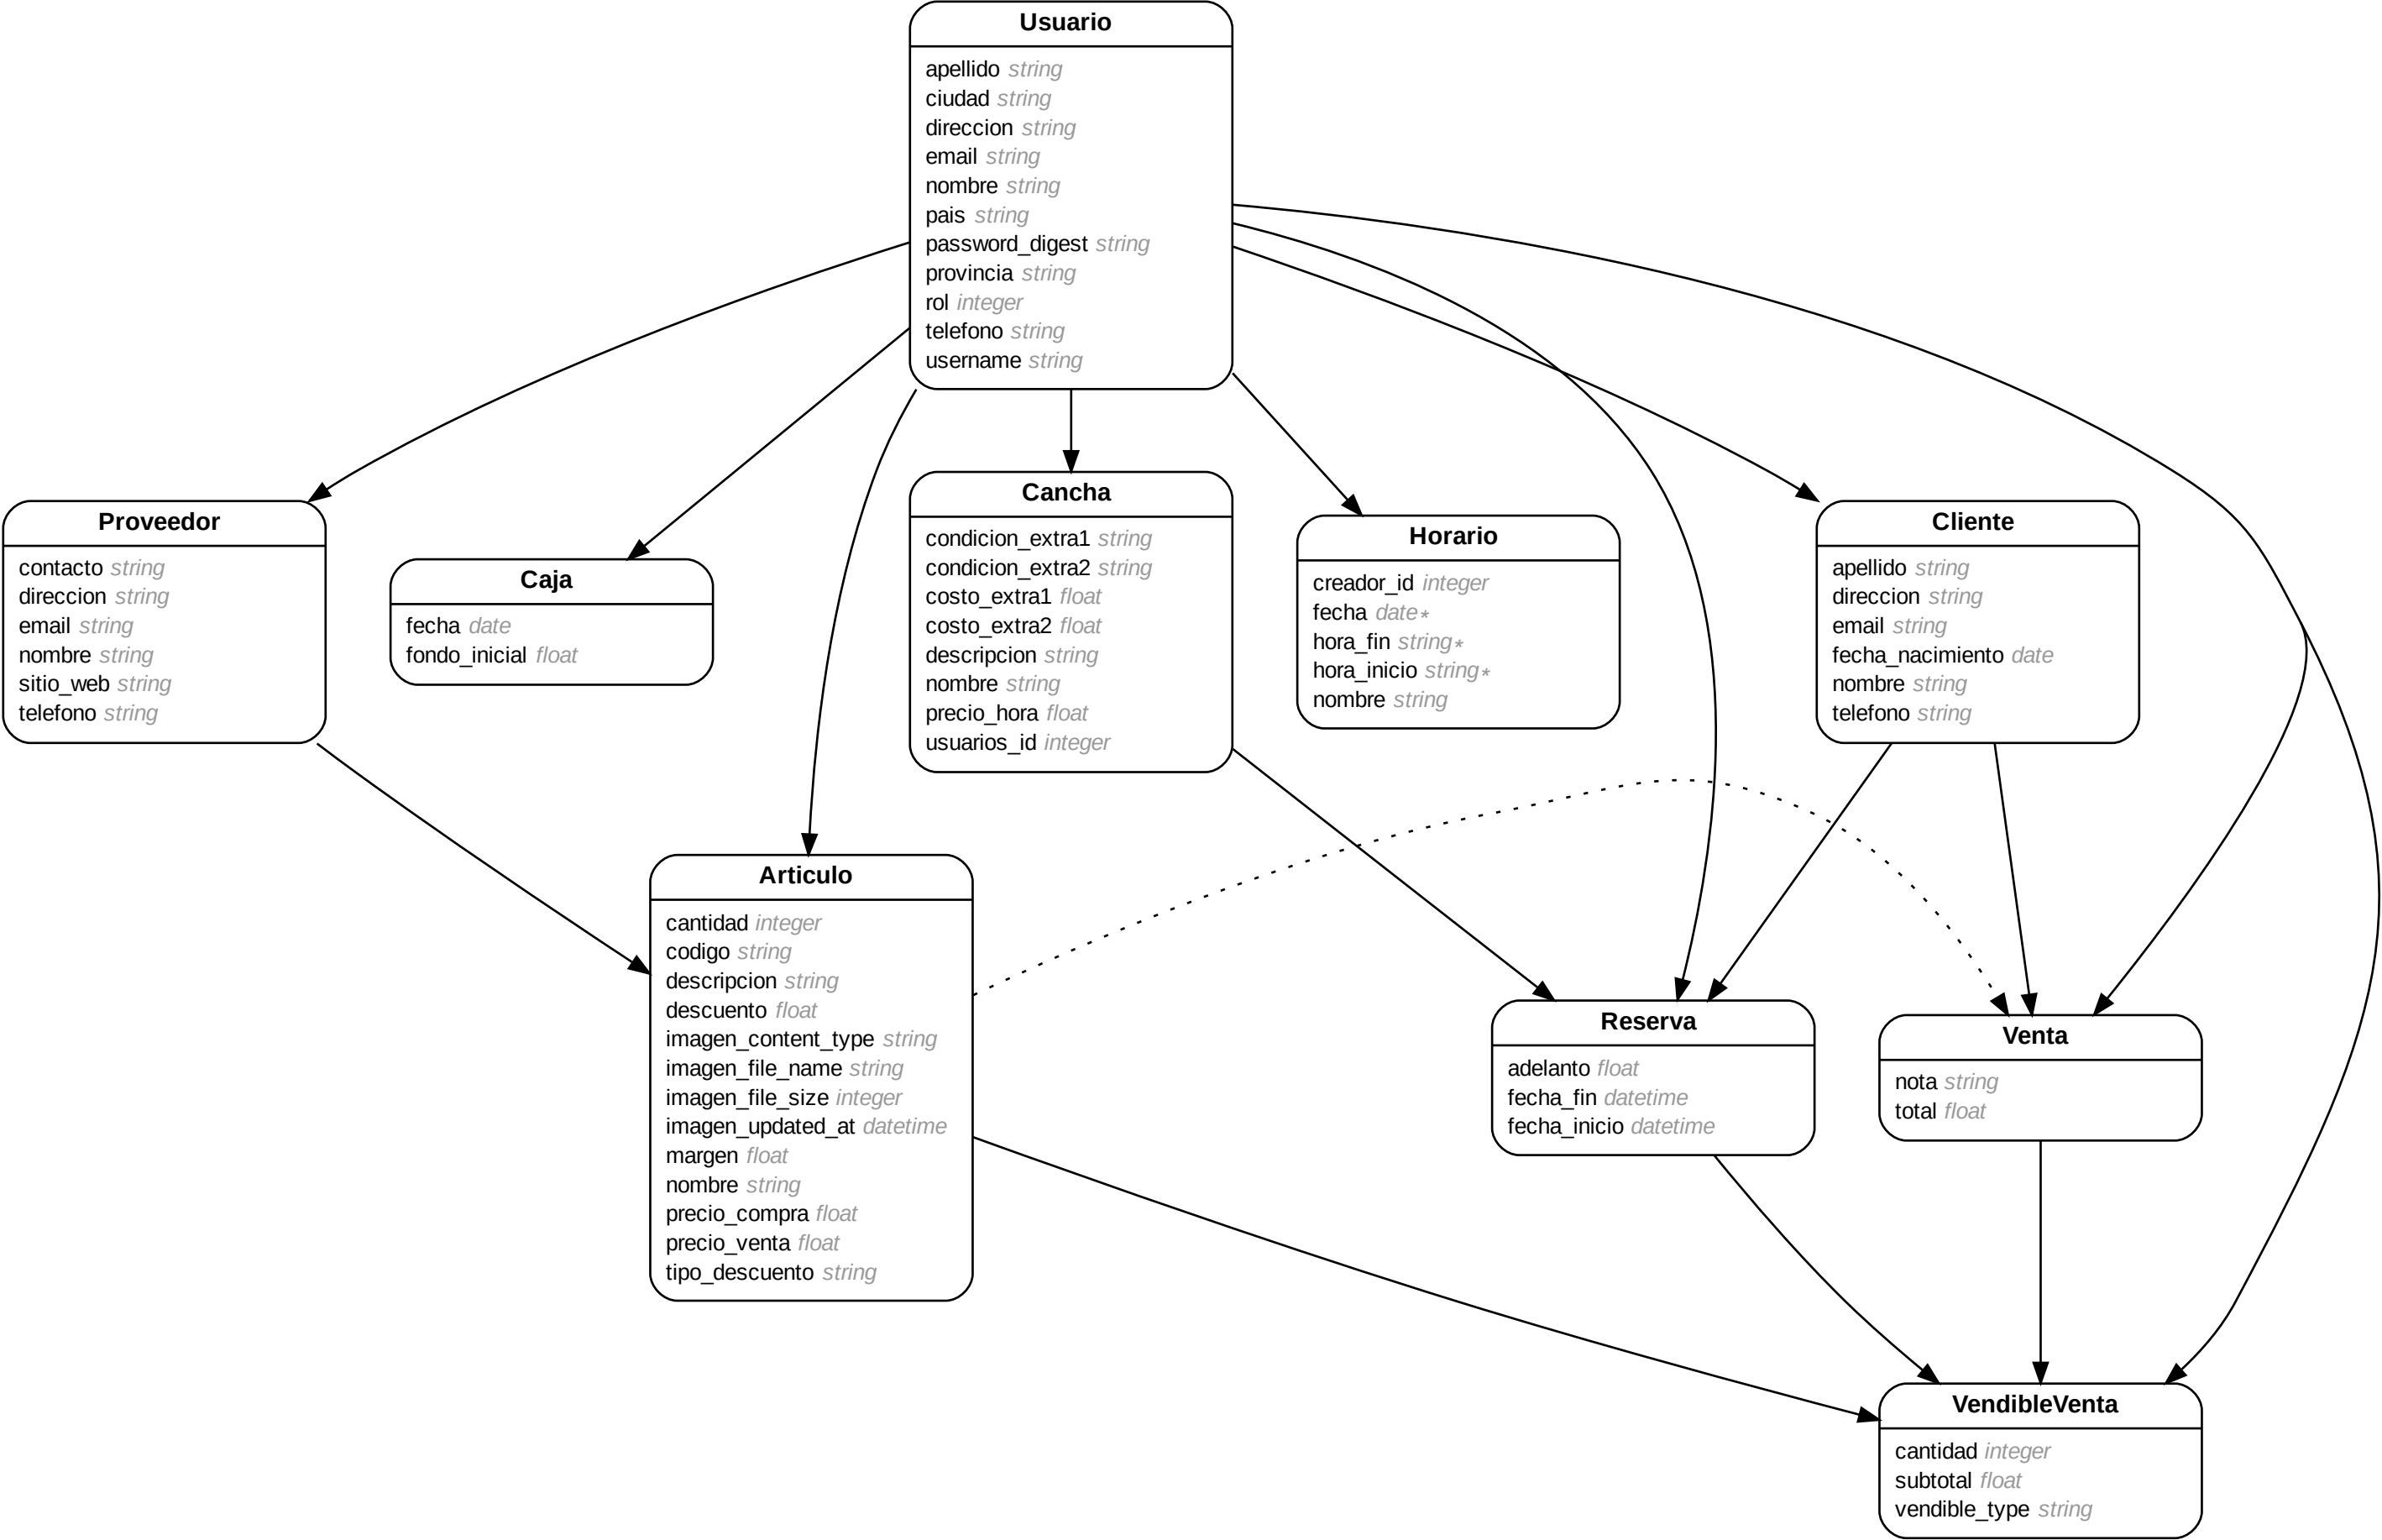 Usuario
apellido string
ciudad string
direccion string
email string
nombre string
pais string
password_digest string
provincia string
rol integer
telefono string
username string
Proveedor
contacto string
direccion string
email string
nombre string
sitio_web string
telefono string
Caja
fecha date
fondo_inicial float
Cancha
condicion_extra1 string
condicion_extra2 string
costo_extra1 float
costo_extra2 float
descripcion string
nombre string
precio_hora float
usuarios_id integer
Horario
creador_id integer
fecha date*
hora_fin string*
hora_inicio string*
nombre string
Cliente
apellido string
direccion string
email string
fecha_nacimiento date
nombre string
telefono string
Articulo
cantidad integer
codigo string
descripcion string
descuento float
imagen_content_type string
imagen_file_name string
imagen_file_size integer
imagen_updated_at datetime
margen float
nombre string
precio_compra float
precio_venta float
tipo_descuento string
Reserva
adelanto float
fecha_fin datetime
fecha_inicio datetime
Venta
nota string
total float
VendibleVenta
cantidad integer
subtotal float
vendible_type string